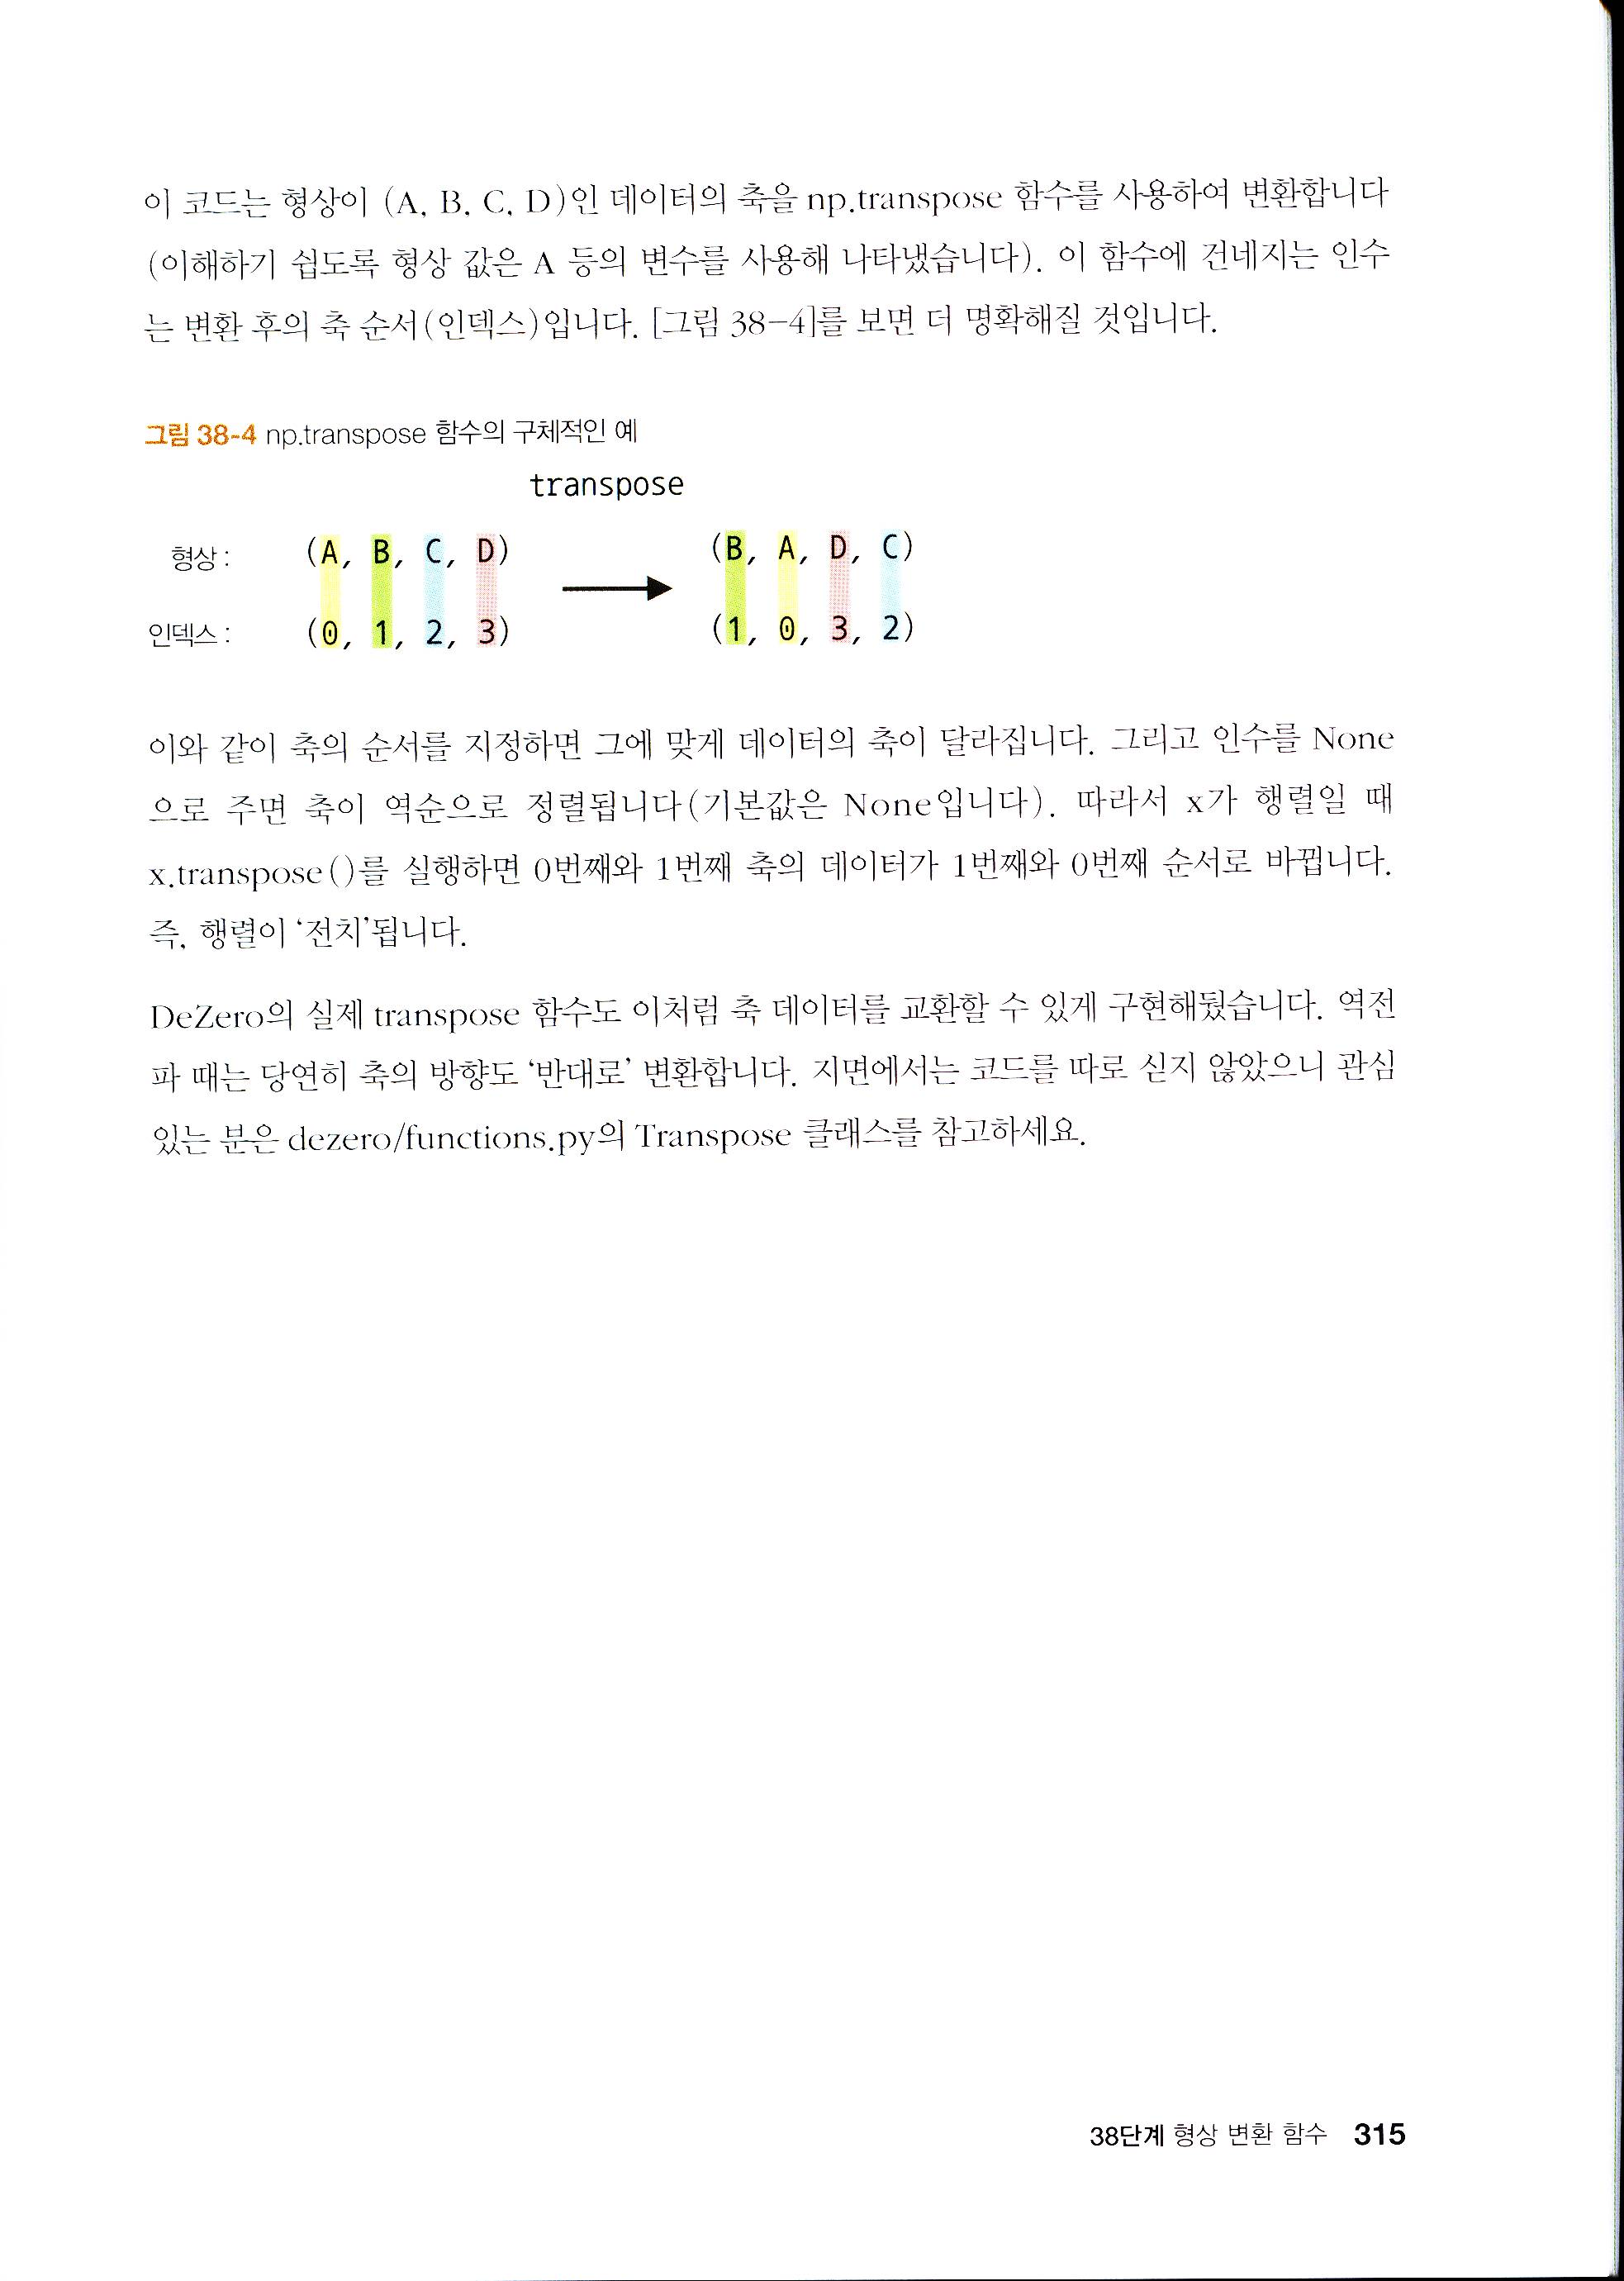 이 코드는 형상이 (A, B, C, D)인 데이터의 축을 np.transpose 함수를 사용하여 변환합니다
(이해하기 쉽도록 형상 값은 A 등의 변수를 사용해 나타냈습니다). 이 함수에 건네지는 인수
는 변환 후의 축 순서(인덱스)입니다. [그림 38-4]를 보면 더 명확해질 것입니다.
그림 38-4 np.transpose 함수의 구체적인 예
transpose
형상 : (A, B, C, D) (B, A, D, C)
인덱스 : (0, 1, 2, 3) (1, 0, 3, 2)
이와 같이 축의 순서를 지정하면 그에 맞게 데이터의 축이 달라집니다. 그리고 인수를 None
으로 주면 축이 역순으로 정렬됩니다(기본값은 None입니다). 따라서 x가 행렬일 때
x.transpose()를 실행하면 0번째와 1번째 축의 데이터가 1번째와 0번째 순서로 바뀝니다.
즉, 행렬이 ‘전치’됩니다.
DeZero의 실제 transpose 함수도 이처럼 축 데이터를 교환할 수 있게 구현해뒀습니다. 역전
파 때는 당연히 축의 방향도 ‘반대로’ 변환합니다. 지면에서는 코드를 따로 싣지 않았으니 관심
있는 분은 dezero/functions.py의 Transpose 클래스를 참고하세요.
38단계 형상 변환 함수 315